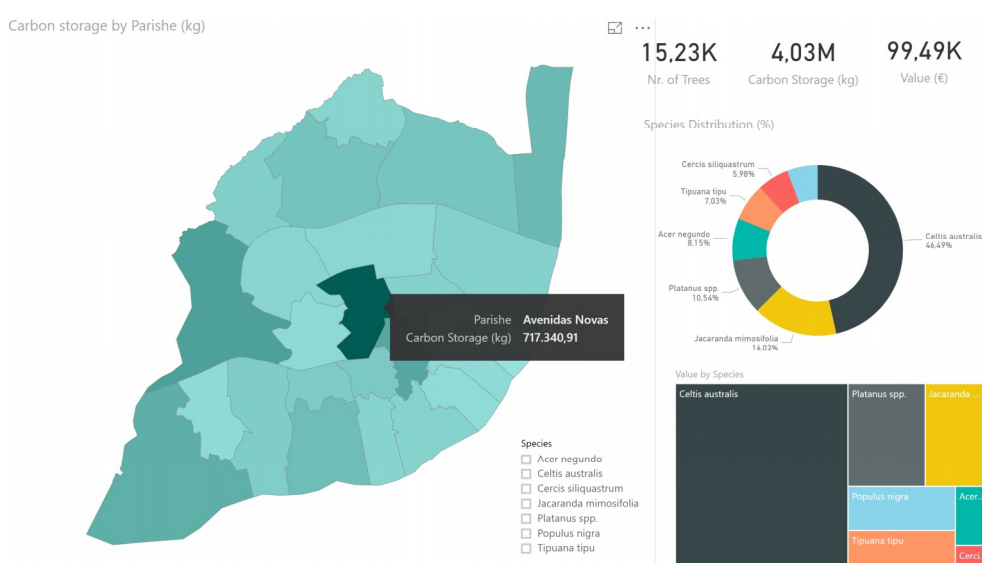 Carbon storage by Parishe (kg)
15,23K
Nr. of Trees
4,03M
Carbon Storage (kg)
99,49K
Value (€)
Species Distribution (%)
Cercis siliquastrum
5,98%
Tipuana tipu
7,03%
Acer negundo
8,15%
Platanus spp.
10,54%
Jacaranda mimosifolia
16,02%
Celtis australis
46,49%
Parishe Avenidas Novas
Carbon Storage (kg) 717.340,91
Species
Acer negundo
Celtis australis
Cercis siliquastrum
Jacaranda mimosifolia
Platanus spp.
Populus nigra
Tipuana tipu
Value by Species
Celtis australis
Platanus spp.
Jacaranda ...
Populus nigra
Acer...
Tipuana tipu
Cerci...